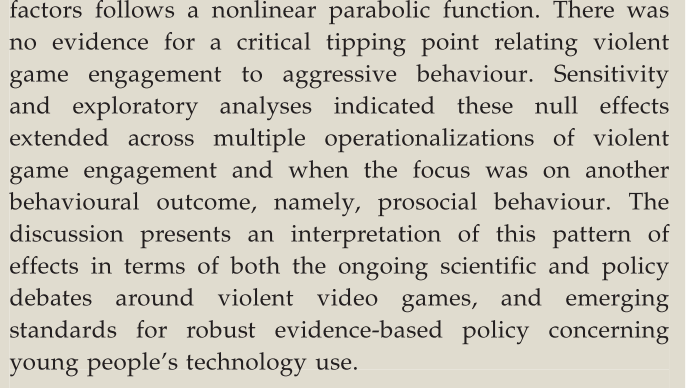 factors follows a nonlinear parabolic function. There was
no evidence for a critical tipping point relating violent
game engagement to aggressive behaviour. Sensitivity
and exploratory analyses indicated these null effects
extended across multiple operationalizations of violent
game engagement and when the focus was on another
behavioural outcome, namely, prosocial behaviour. The
discussion presents an interpretation of this pattern of
effects in terms of both the ongoing scientific and policy
debates around violent video games, and emerging
standards for robust evidence-based policy concerning
young people’s technology use.